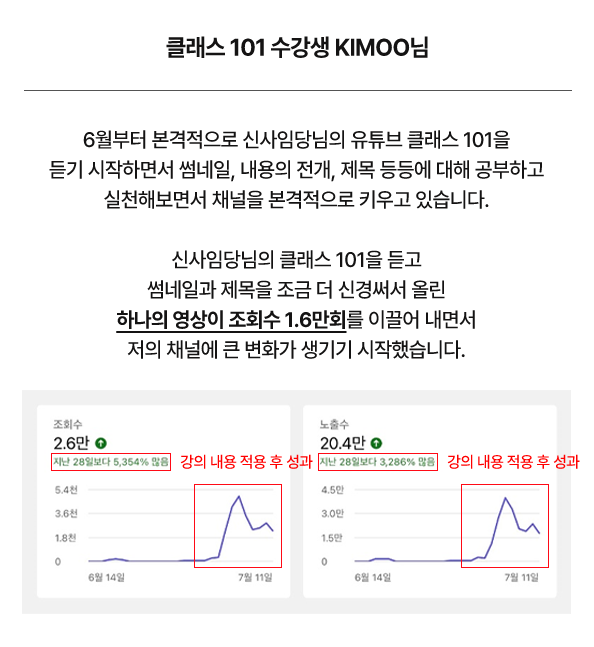 클래스 101 수강생 KIMOO님
6월부터 본격적으로 신사임당님의 유튜브 클래스 101을
듣기 시작하면서 썸네일, 내용의 전개, 제목 등등에 대해 공부하고
실천해보면서 채널을 본격적으로 키우고 있습니다.
신사임당님의 클래스 101을 듣고
썸네일과 제목을 조금 더 신경써서 올린
하나의 영상이 조회수 1.6만회를 이끌어 내면서
저의 채널에 큰 변화가 생기기 시작했습니다.
조회수
2.6만
지난 28일보다 5,354% 많음
강의 내용 적용 후 성과
5.4천
3.6천
1.8천
0
6월 14일
7월 11일
노출수
20.4만
지난 28일보다 3,286% 많음
강의 내용 적용 후 성과
4.5만
3.0만
1.5만
0
6월 14일
7월 11일